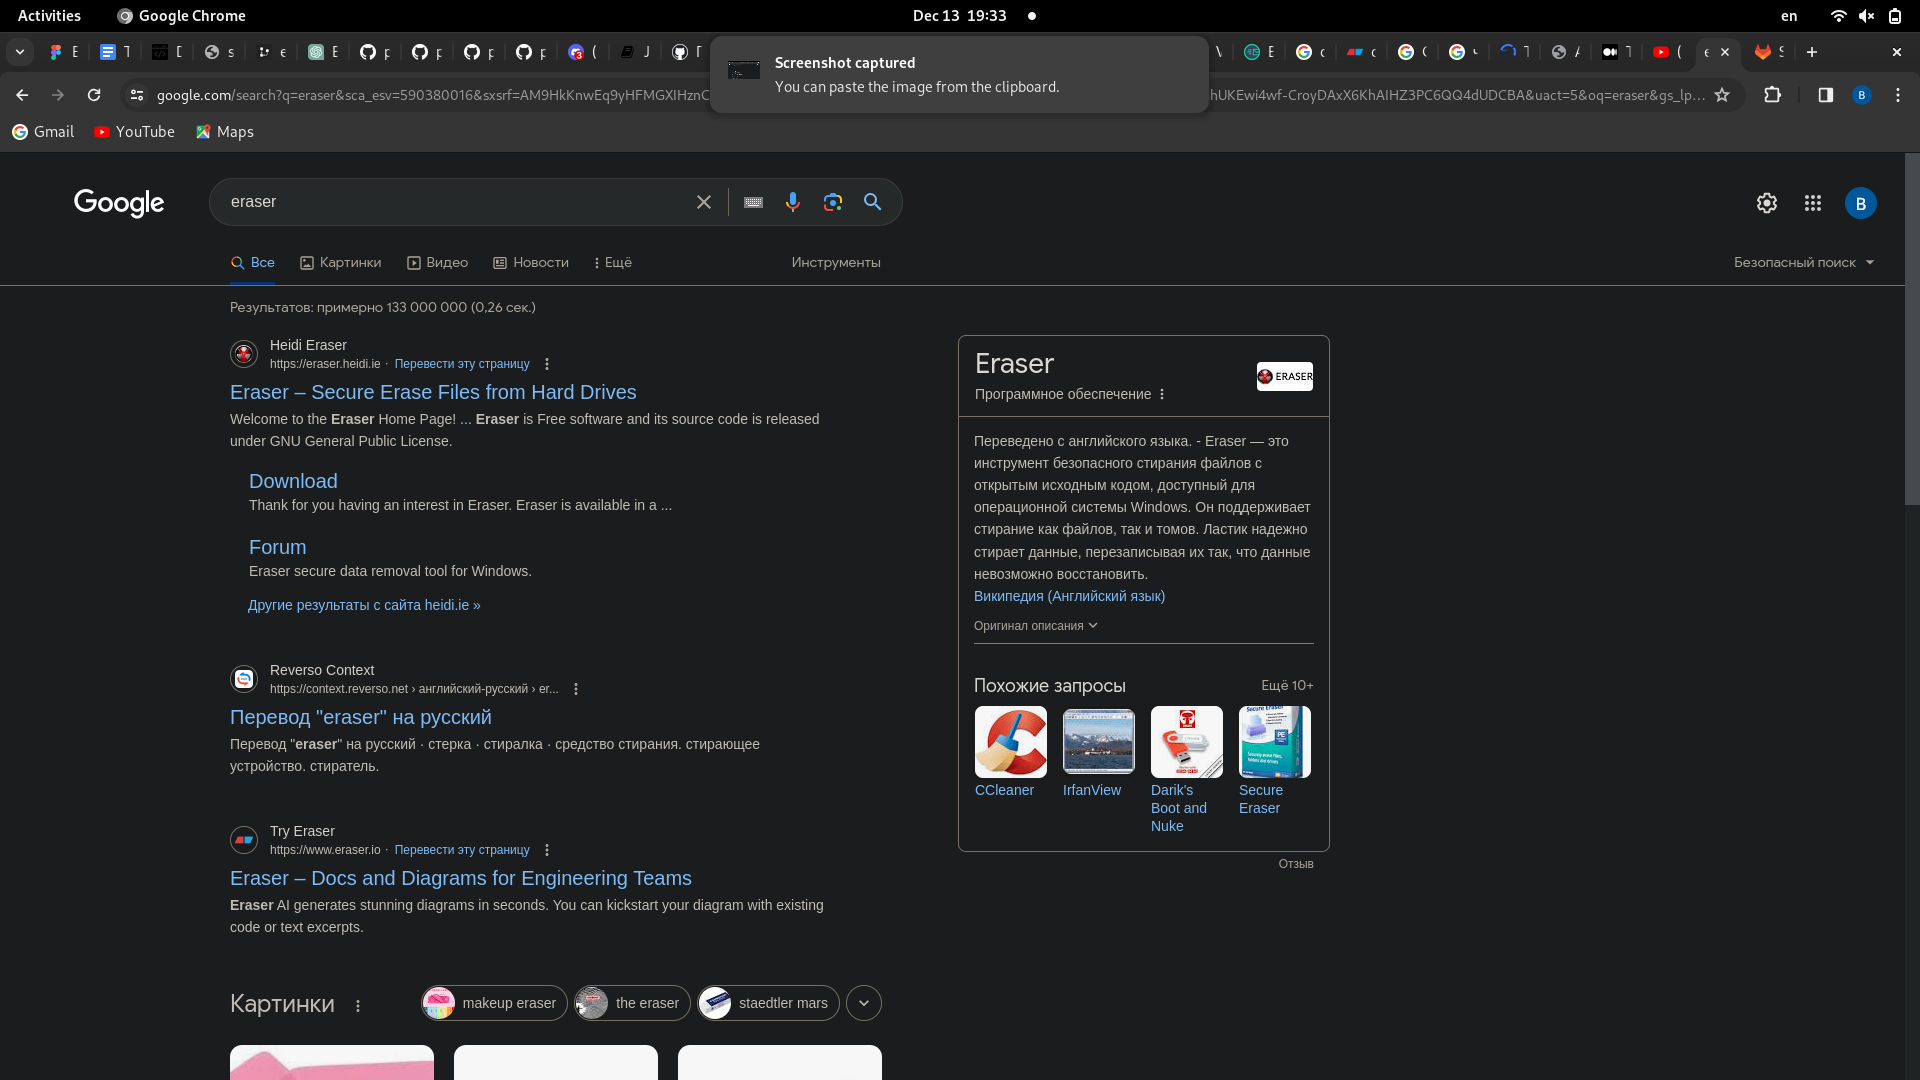 Activities
Google Chrome
Dec 13 19:33
en
Screenshot captured
You can paste the image from the clipboard.
google.com/search?q=eraser&sca_esv=590380016&sxsrf=AM9HkKnwEq9yHFMGXIHznC
hUKEwi4wf-CroyDAxX6KhAIHZ3PC6QQ4dUDCBA&uact=5&oq=eraser&gs_lp...
B
Gmail
YouTube
Maps
Google
eraser
B
Все
Картинки
Видео
Новости
Ещё
Инструменты
Безопасный поиск
Результатов: примерно 133 000 000 (0,26 сек.)
Heidi Eraser
https://eraser.heidi.ie · Перевести эту страницу
Eraser – Secure Erase Files from Hard Drives
Welcome to the Eraser Home Page! ... Eraser is Free software and its source code is released
under GNU General Public License.
Download
Thank for you having an interest in Eraser. Eraser is available in a ...
Forum
Eraser secure data removal tool for Windows.
Другие результаты с сайта heidi.ie »
Reverso Context
https://context.reverso.net › английский-русский › er...
Перевод "eraser" на русский
Перевод "eraser" на русский · стерка · стиралка · средство стирания. стирающее
устройство. стиратель.
Try Eraser
https://www.eraser.io · Перевести эту страницу
Eraser – Docs and Diagrams for Engineering Teams
Eraser AI generates stunning diagrams in seconds. You can kickstart your diagram with existing
code or text excerpts.
Картинки
makeup eraser
the eraser
staedtler mars
Eraser
Программное обеспечение
ERASER
Переведено с английского языка. - Eraser — это
инструмент безопасного стирания файлов с
открытым исходным кодом, доступный для
операционной системы Windows. Он поддерживает
стирание как файлов, так и томов. Ластик надежно
стирает данные, перезаписывая их так, что данные
невозможно восстановить.
Википедия (Английский язык)
Оригинал описания
Похожие запросы
Ещё 10+
CCleaner
IrfanView
Darik's
Boot and
Nuke
Secure
Eraser
Отзыв